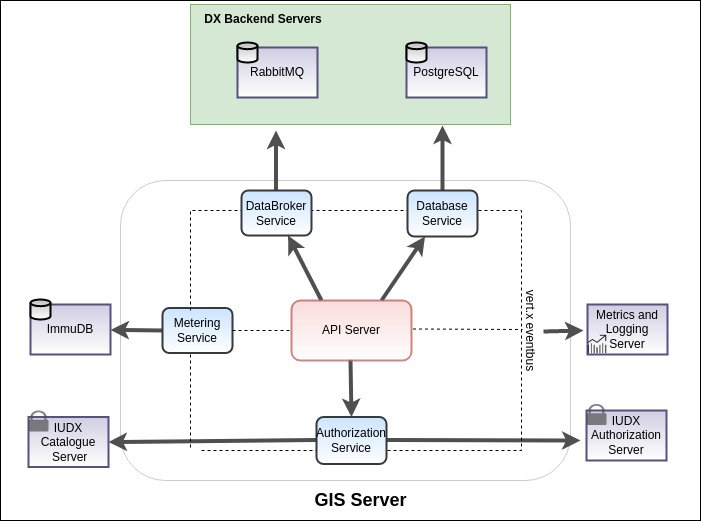 DX Backend Servers
RabbitMQ
PostgreSQL
DataBroker
Service
Database
Service
ImmuDB
Metering
Service
API Server
vert.x eventbus
Metrics and
Logging
Server
IUDX
Catalogue
Server
Authorization
Service
IUDX
Authorization
Server
GIS Server